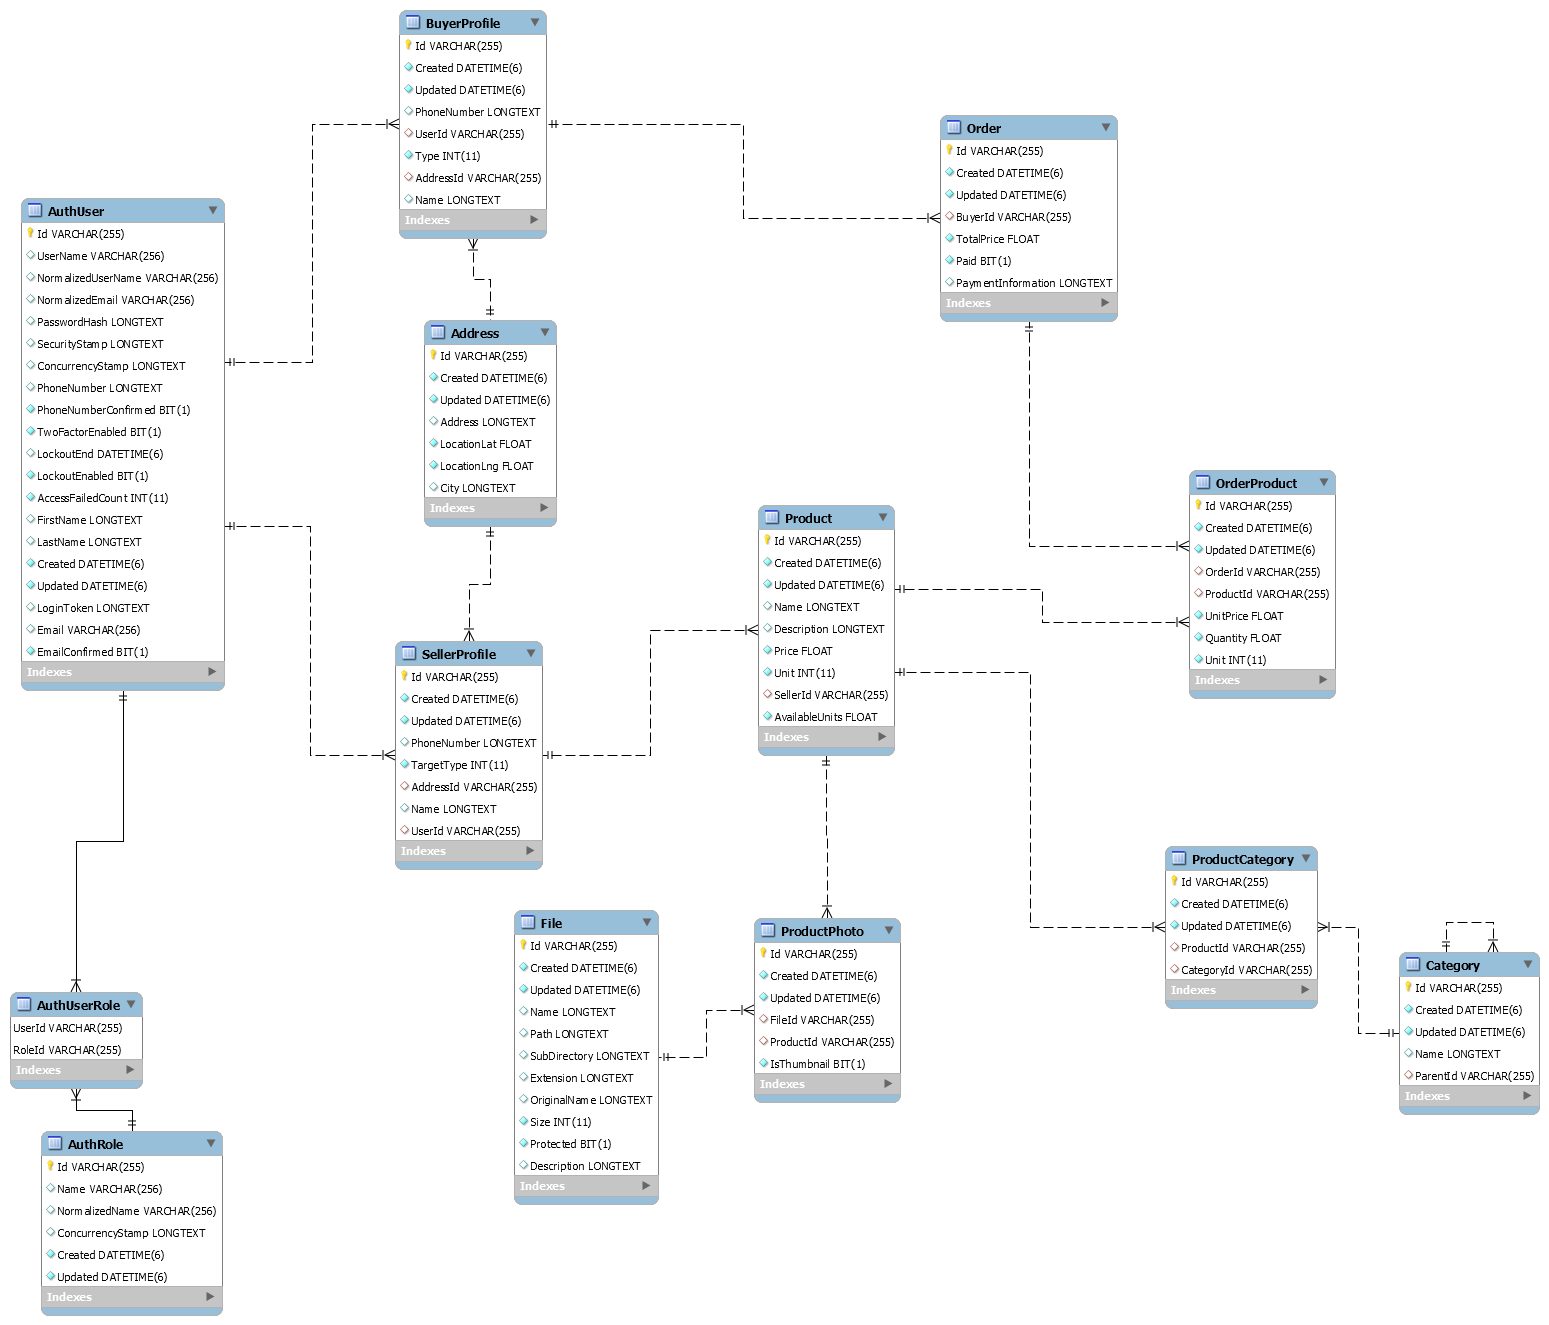 BuyerProfile
Id VARCHAR(255)
Created DATETIME(6)
Updated DATETIME(6)
PhoneNumber LONGTEXT
UserId VARCHAR(255)
Type INT(11)
AddressId VARCHAR(255)
Name LONGTEXT
Indexes
Order
Id VARCHAR(255)
Created DATETIME(6)
Updated DATETIME(6)
BuyerId VARCHAR(255)
TotalPrice FLOAT
Paid BIT(1)
PaymentInformation LONGTEXT
Indexes
AuthUser
Id VARCHAR(255)
UserName VARCHAR(256)
NormalizedUserName VARCHAR(256)
NormalizedEmail VARCHAR(256)
PasswordHash LONGTEXT
SecurityStamp LONGTEXT
ConcurrencyStamp LONGTEXT
PhoneNumber LONGTEXT
PhoneNumberConfirmed BIT(1)
TwoFactorEnabled BIT(1)
LockoutEnd DATETIME(6)
LockoutEnabled BIT(1)
AccessFailedCount INT(11)
FirstName LONGTEXT
LastName LONGTEXT
Created DATETIME(6)
Updated DATETIME(6)
LoginToken LONGTEXT
Email VARCHAR(256)
EmailConfirmed BIT(1)
Indexes
Address
Id VARCHAR(255)
Created DATETIME(6)
Updated DATETIME(6)
Address LONGTEXT
LocationLat FLOAT
LocationLng FLOAT
City LONGTEXT
Indexes
OrderProduct
Id VARCHAR(255)
Created DATETIME(6)
Updated DATETIME(6)
OrderId VARCHAR(255)
ProductId VARCHAR(255)
UnitPrice FLOAT
Quantity FLOAT
Unit INT(11)
Indexes
Product
Id VARCHAR(255)
Created DATETIME(6)
Updated DATETIME(6)
Name LONGTEXT
Description LONGTEXT
Price FLOAT
Unit INT(11)
SellerId VARCHAR(255)
AvailableUnits FLOAT
Indexes
SellerProfile
Id VARCHAR(255)
Created DATETIME(6)
Updated DATETIME(6)
PhoneNumber LONGTEXT
TargetType INT(11)
AddressId VARCHAR(255)
Name LONGTEXT
UserId VARCHAR(255)
Indexes
ProductCategory
Id VARCHAR(255)
Created DATETIME(6)
Updated DATETIME(6)
ProductId VARCHAR(255)
CategoryId VARCHAR(255)
Indexes
File
Id VARCHAR(255)
Created DATETIME(6)
Updated DATETIME(6)
Name LONGTEXT
Path LONGTEXT
SubDirectory LONGTEXT
Extension LONGTEXT
OriginalName LONGTEXT
Size INT(11)
Protected BIT(1)
Description LONGTEXT
Indexes
ProductPhoto
Id VARCHAR(255)
Created DATETIME(6)
Updated DATETIME(6)
FileId VARCHAR(255)
ProductId VARCHAR(255)
IsThumbnail BIT(1)
Indexes
Category
Id VARCHAR(255)
Created DATETIME(6)
Updated DATETIME(6)
Name LONGTEXT
ParentId VARCHAR(255)
Indexes
AuthUserRole
UserId VARCHAR(255)
RoleId VARCHAR(255)
Indexes
AuthRole
Id VARCHAR(255)
Name VARCHAR(256)
NormalizedName VARCHAR(256)
ConcurrencyStamp LONGTEXT
Created DATETIME(6)
Updated DATETIME(6)
Indexes